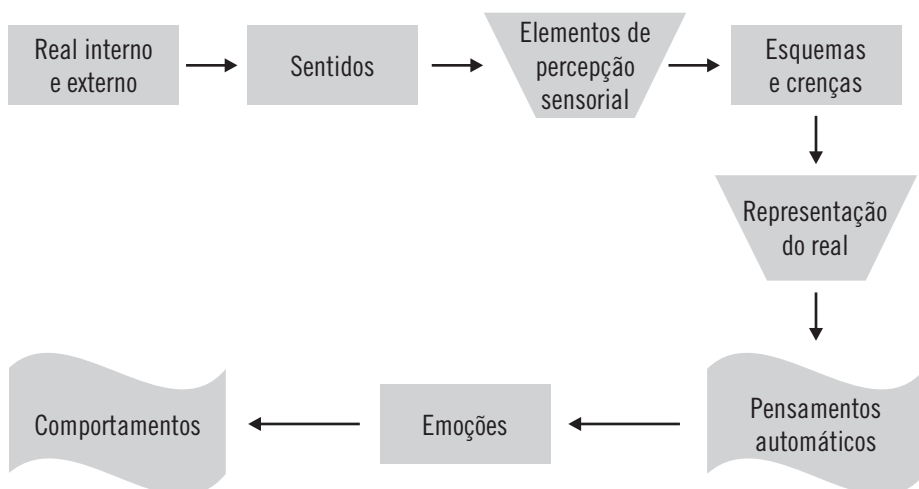 Real interno
e externo
Sentidos
Elementos de
percepção
sensorial
Esquemas
e crenças
Representação
do real
Pensamentos
automáticos
Emoções
Comportamentos